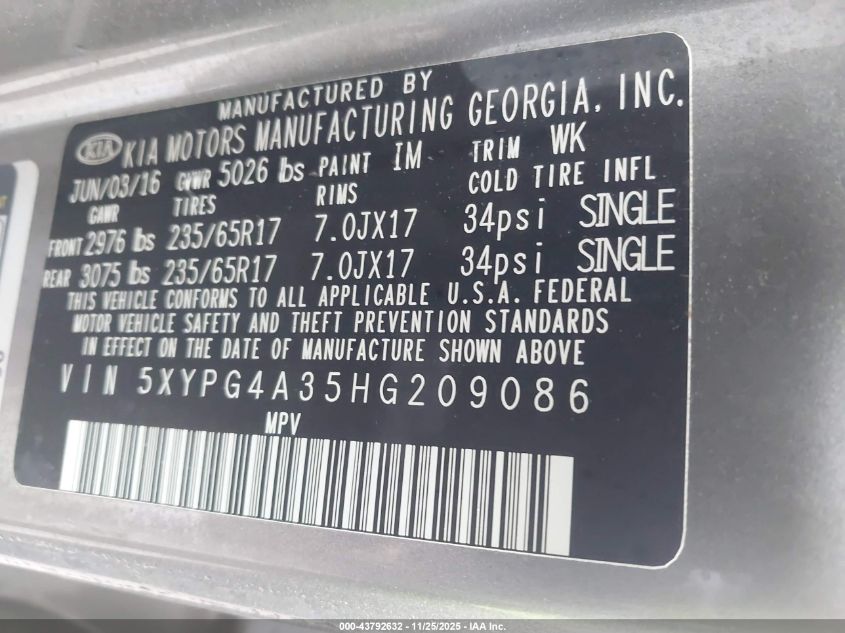 MANUFACTURED BY
KIA KIA MOTORS MANUFACTURING GEORGIA, INC.
JUN/03/16 GVWR 5026 lbs PAINT IM TRIM WK
GAWR TIRES RIMS COLD TIRE INFL
FRONT 2976 lbs 235/65R17 7.0JX17 34psi SINGLE
REAR 3075 lbs 235/65R17 7.0JX17 34psi SINGLE
THIS VEHICLE CONFORMS TO ALL APPLICABLE U.S.A. FEDERAL
MOTOR VEHICLE SAFETY AND THEFT PREVENTION STANDARDS
IN EFFECT ON THE DATE OF MANUFACTURE SHOWN ABOVE
VIN 5XYPG4A35HG209086
MPV
000-43792632 - 11/25/2025 - IAA Inc.